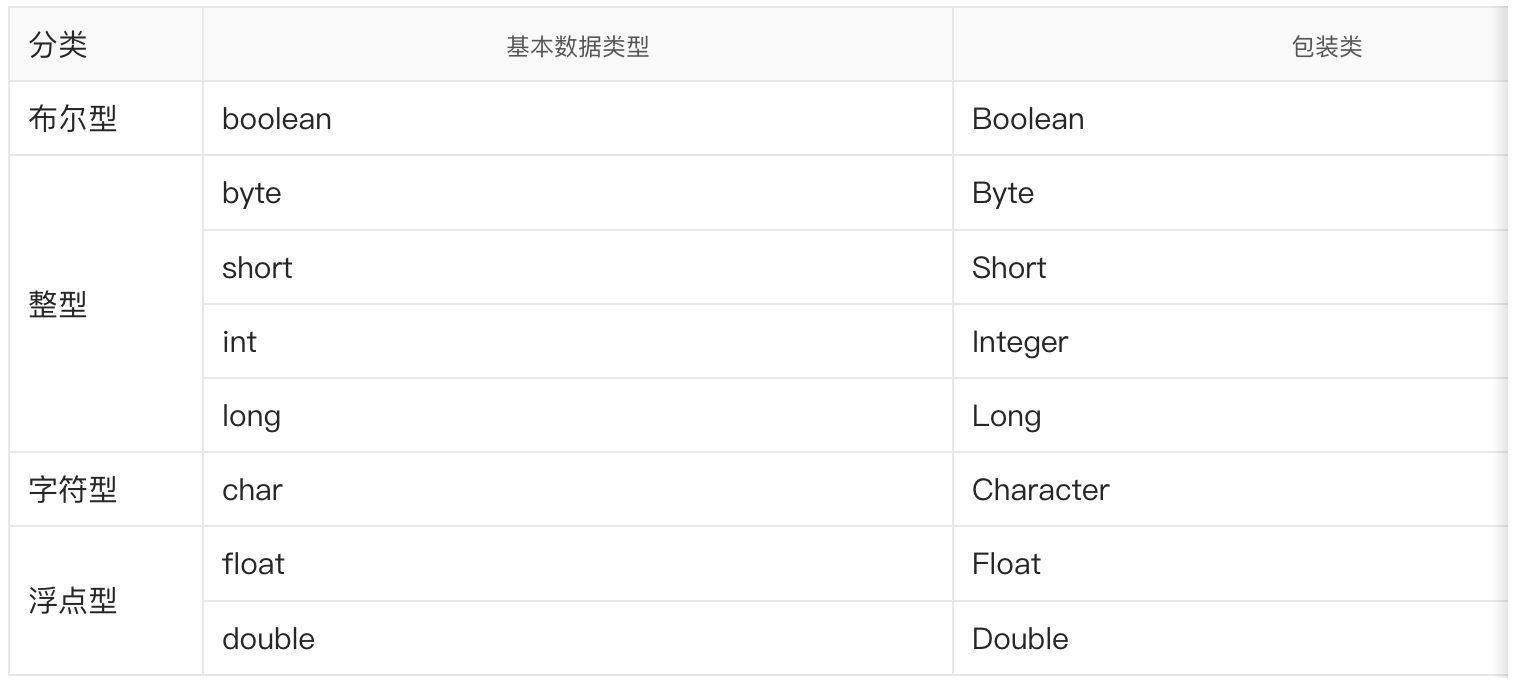 分类 基本数据类型 包装类
布尔型 boolean Boolean
整型 byte Byte
short Short
int Integer
long Long
字符型 char Character
浮点型 float Float
double Double